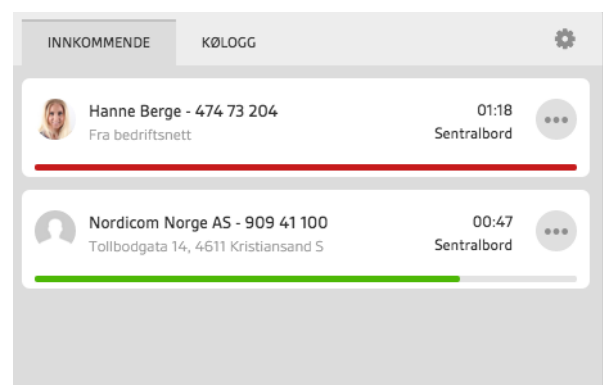 INNKOMMENDE KØLOGG
Hanne Berge - 474 73 204 01:18
Fra bedriftsnett Sentralbord
Nordicom Norge AS - 909 41 100 00:47
Tollbodgata 14, 4611 Kristiansand S Sentralbord